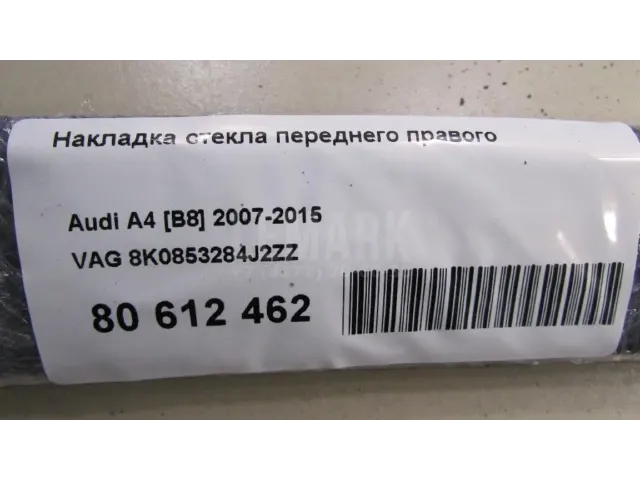 Накладка стекла переднего правого
Audi A4 [B8] 2007-2015
VAG 8K0853284J2ZZ
80 612 462